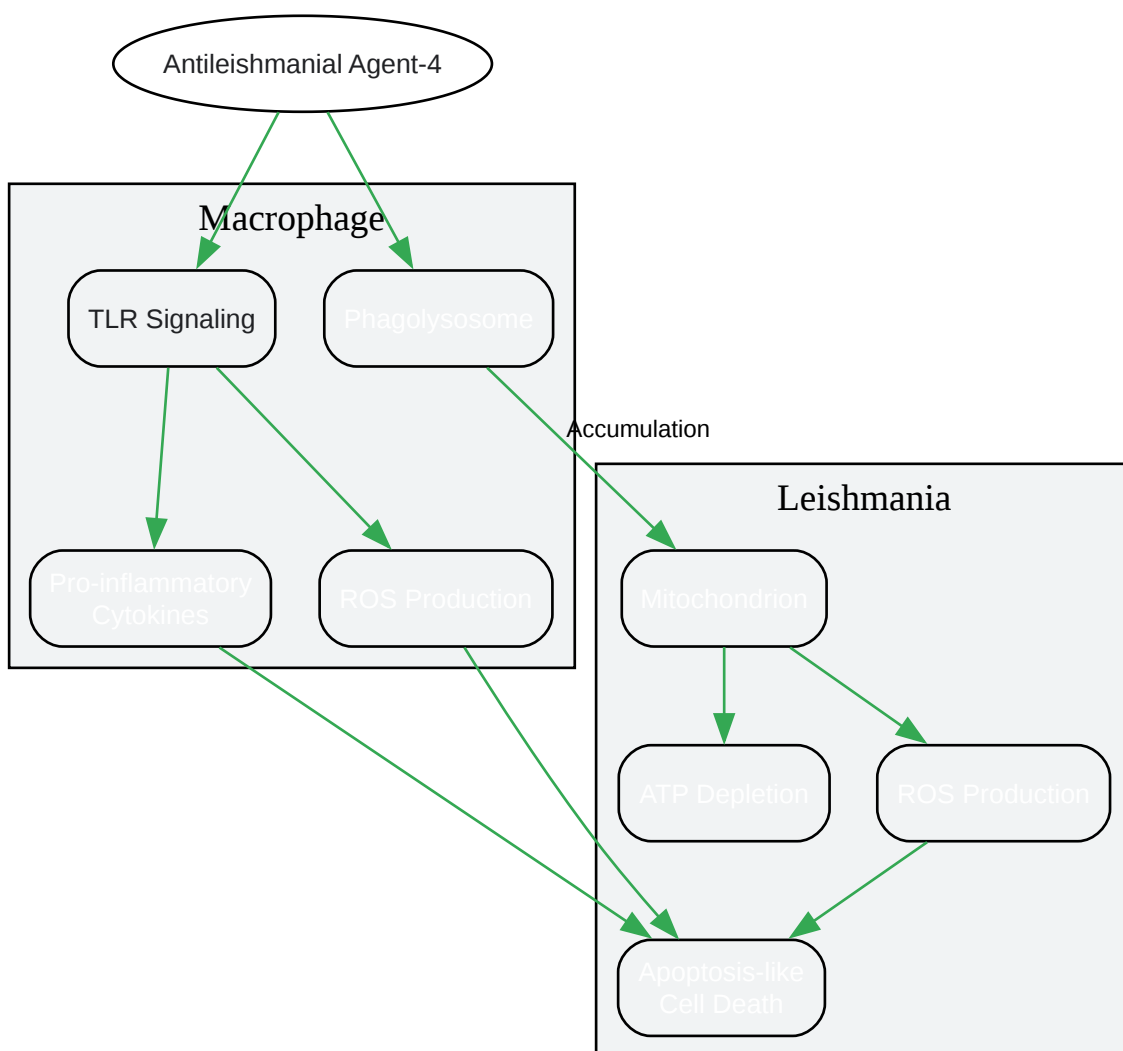 Antileishmanial Agent-4
Macrophage
TLR Signaling
Phagolysosome
Accumulation
Leishmania
Pro-inflammatory
Cytokines
ROS Production
Mitochondrion
ATP Depletion
ROS Production
Apoptosis-like
Cell Death